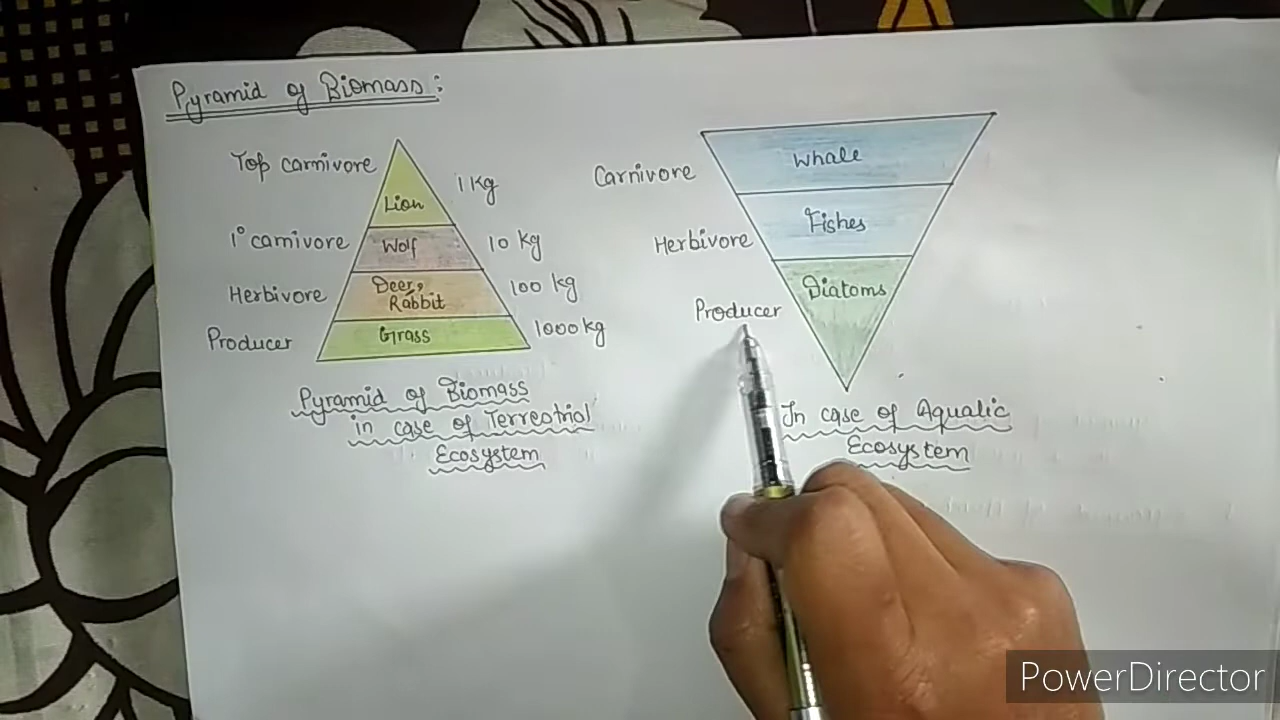 Pyramid of Biomass:
Top carnivore
Lion
1 Kg
1° carnivore
Wolf
10 Kg
Herbivore
Deer,
Rabbit
100 kg
Producer
Grass
1000kg
Pyramid of Biomass
in case of Terrestrial
Ecosystem
Carnivore
Whale
Herbivore
Fishes
Producer
Diatoms
In case of Aquatic
Ecosystem
PowerDirector